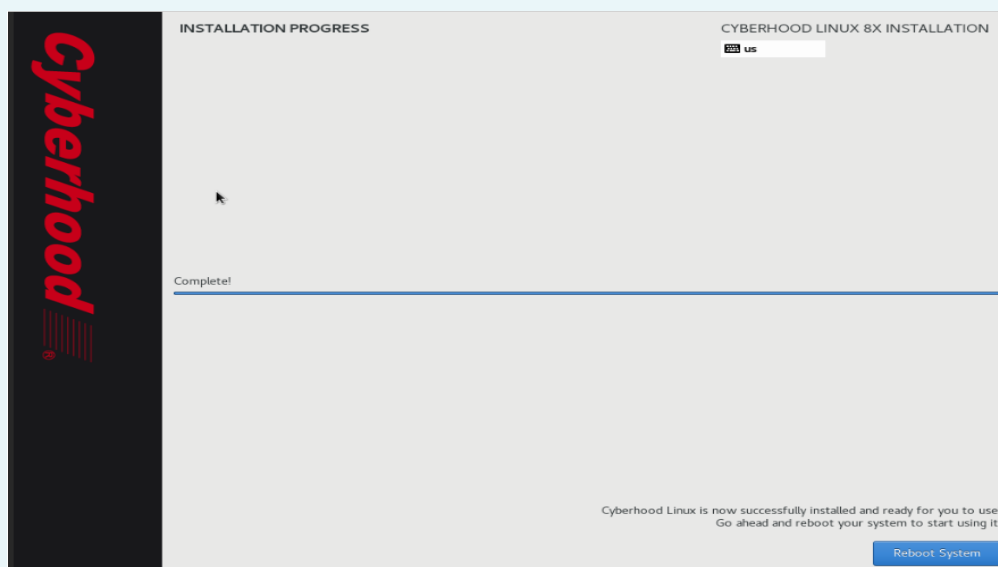 Cyberhood
®
INSTALLATION PROGRESS
CYBERHOOD LINUX 8X INSTALLATION
us
Complete!
Cyberhood Linux is now successfully installed and ready for you to use
Go ahead and reboot your system to start using it
Reboot System